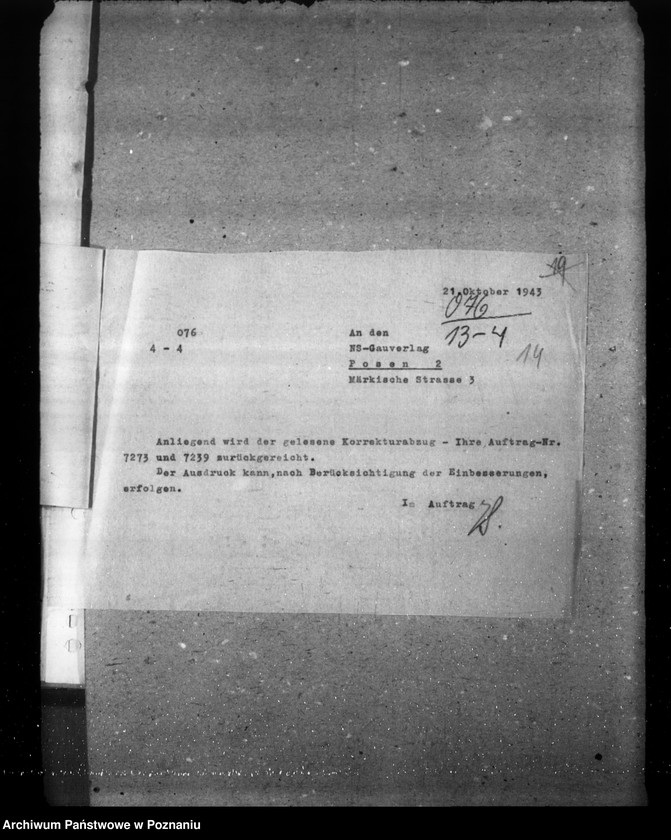 19
21.Oktober 1943
076
13-4
14
076
4 - 4
An den
NS-Gauverlag
P o s e n  2
Märkische Strasse 3
Anliegend wird der gelesene Korrekturabzug - Ihre Auftrag-Nr.
7273 und 7239 zurückgereicht.
Der Ausdruck kann,nach Berücksichtigung der Einbesserungen,
erfolgen.
Im Auftrag
Archiwum Państwowe w Poznaniu